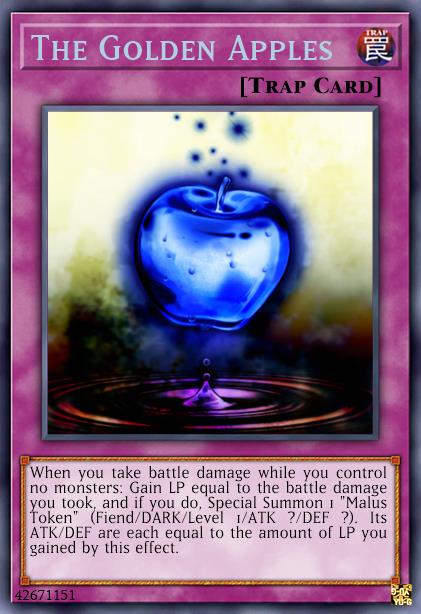 The Golden Apples
TRAP
罠
[Trap Card]
When you take battle damage while you control
no monsters: Gain LP equal to the battle damage
you took, and if you do, Special Summon 1 "Malus
Token" (Fiend/DARK/Level 1/ATK ?/DEF ?). Its
ATK/DEF are each equal to the amount of LP you
gained by this effect.
42671151